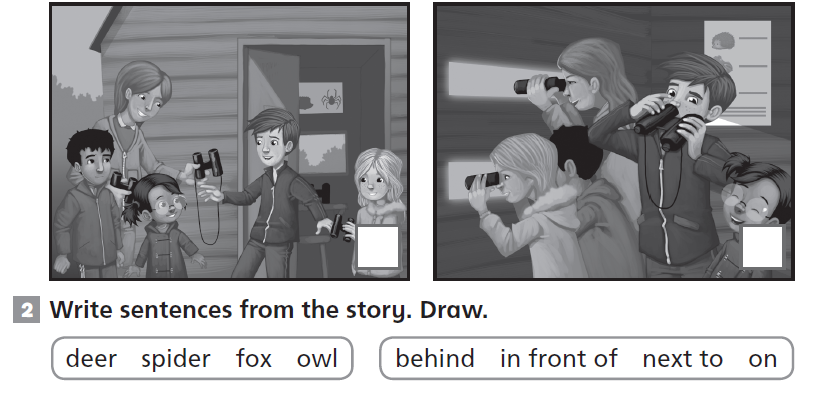 2 Write sentences from the story. Draw.
deer spider fox owl
behind in front of next to on